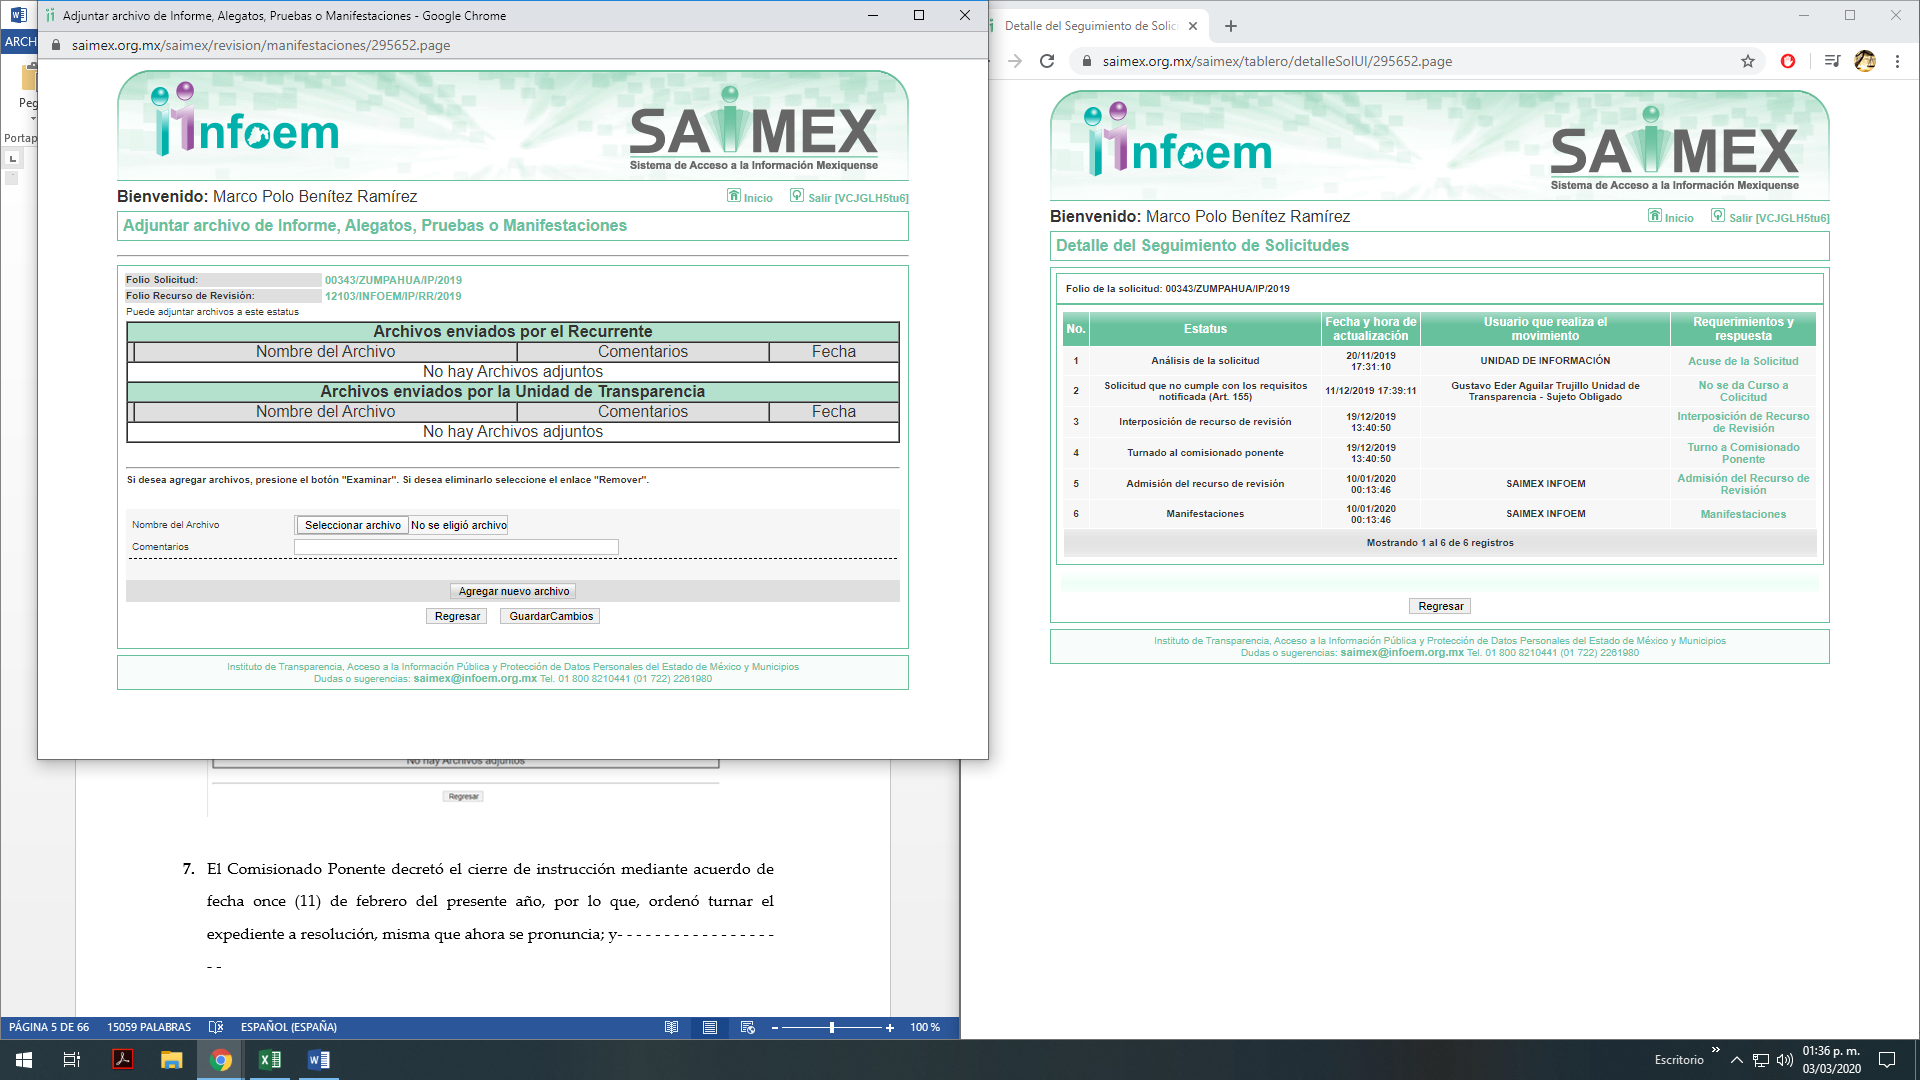 Adjuntar archivo de Informe, Alegatos, Pruebas o Manifestaciones - Google Chrome
saimex.org.mx/saimex/revision/manifestaciones/295652.page
infoem
SAIMEX
Sistema de Acceso a la Información Mexiquense
Bienvenido: Marco Polo Benítez Ramírez
Inicio
Salir [VCJGLH5tu6]
Adjuntar archivo de Informe, Alegatos, Pruebas o Manifestaciones
Folio Solicitud: 00343/ZUMPAHUA/IP/2019
Folio Recurso de Revisión: 12103/INFOEM/IP/RR/2019
Puede adjuntar archivos a este estatus
Archivos enviados por el Recurrente
Nombre del Archivo Comentarios Fecha
No hay Archivos adjuntos
Archivos enviados por la Unidad de Transparencia
Nombre del Archivo Comentarios Fecha
No hay Archivos adjuntos
Si desea agregar archivos, presione el botón "Examinar". Si desea eliminarlo seleccione el enlace "Remover".
Nombre del Archivo Seleccionar archivo No se eligió archivo
Comentarios
Agregar nuevo archivo
Regresar GuardarCambios
Instituto de Transparencia, Acceso a la Información Pública y Protección de Datos Personales del Estado de México y Municipios
Dudas o sugerencias: saimex@infoem.org.mx Tel. 01 800 8210441 (01 722) 2261980
ARCH
Peg
Portap
No hay Archivos adjuntos
Regresar
7. El Comisionado Ponente decretó el cierre de instrucción mediante acuerdo de
fecha once (11) de febrero del presente año, por lo que, ordenó turnar el
expediente a resolución, misma que ahora se pronuncia; y- - - - - - - - - - - - - - - - -
- -
PÁGINA 5 DE 66 15059 PALABRAS ESPAÑOL (ESPAÑA) 100 %
Detalle del Seguimiento de Solici
saimex.org.mx/saimex/tablero/detalleSolUI/295652.page
infoem
SAIMEX
Sistema de Acceso a la Información Mexiquense
Bienvenido: Marco Polo Benítez Ramírez
Inicio
Salir [VCJGLH5tu6]
Detalle del Seguimiento de Solicitudes
Folio de la solicitud: 00343/ZUMPAHUA/IP/2019
No. Estatus Fecha y hora de actualización Usuario que realiza el movimiento Requerimientos y respuesta
1 Análisis de la solicitud 20/11/2019 17:31:10 UNIDAD DE INFORMACIÓN Acuse de la Solicitud
2 Solicitud que no cumple con los requisitos notificada (Art. 155) 11/12/2019 17:39:11 Gustavo Eder Aguilar Trujillo Unidad de Transparencia - Sujeto Obligado No se da Curso a Colicitud
3 Interposición de recurso de revisión 19/12/2019 13:40:50 Interposición de Recurso de Revisión
4 Turnado al comisionado ponente 19/12/2019 13:40:50 Turno a Comisionado Ponente
5 Admisión del recurso de revisión 10/01/2020 00:13:46 SAIMEX INFOEM Admisión del Recurso de Revisión
6 Manifestaciones 10/01/2020 00:13:46 SAIMEX INFOEM Manifestaciones
Mostrando 1 al 6 de 6 registros
Regresar
Instituto de Transparencia, Acceso a la Información Pública y Protección de Datos Personales del Estado de México y Municipios
Dudas o sugerencias: saimex@infoem.org.mx Tel. 01 800 8210441 (01 722) 2261980
Escritorio
01:36 p. m.
03/03/2020